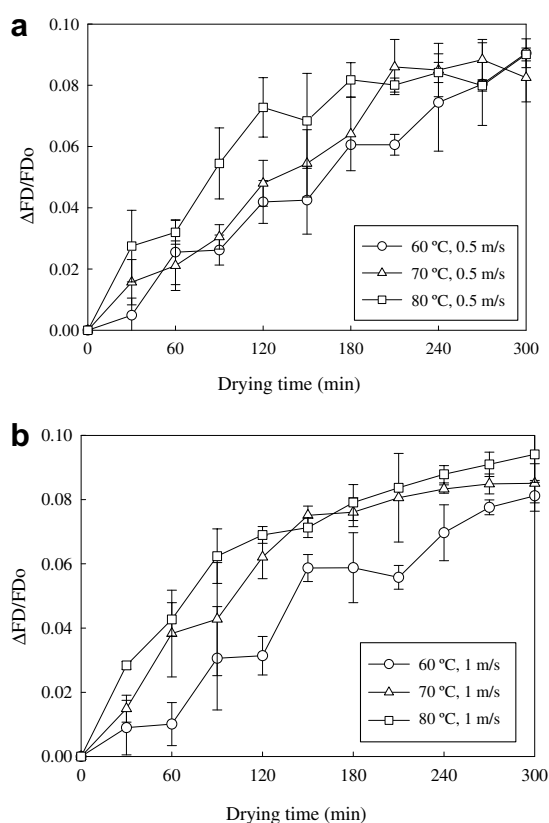 a
0.10
0.08
0.06
0.04
0.02
0.00
ΔFD/FDo
60 ºC, 0.5 m/s
70 ºC, 0.5 m/s
80 ºC, 0.5 m/s
0 60 120 180 240 300
Drying time (min)
b
0.10
0.08
0.06
0.04
0.02
0.00
ΔFD/FDo
60 ºC, 1 m/s
70 ºC, 1 m/s
80 ºC, 1 m/s
0 60 120 180 240 300
Drying time (min)